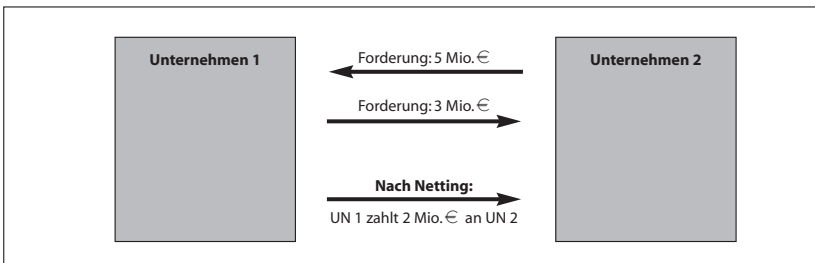 Unternehmen 1
Forderung: 5 Mio. €
Unternehmen 2
Forderung: 3 Mio. €
Nach Netting:
UN 1 zahlt 2 Mio. € an UN 2